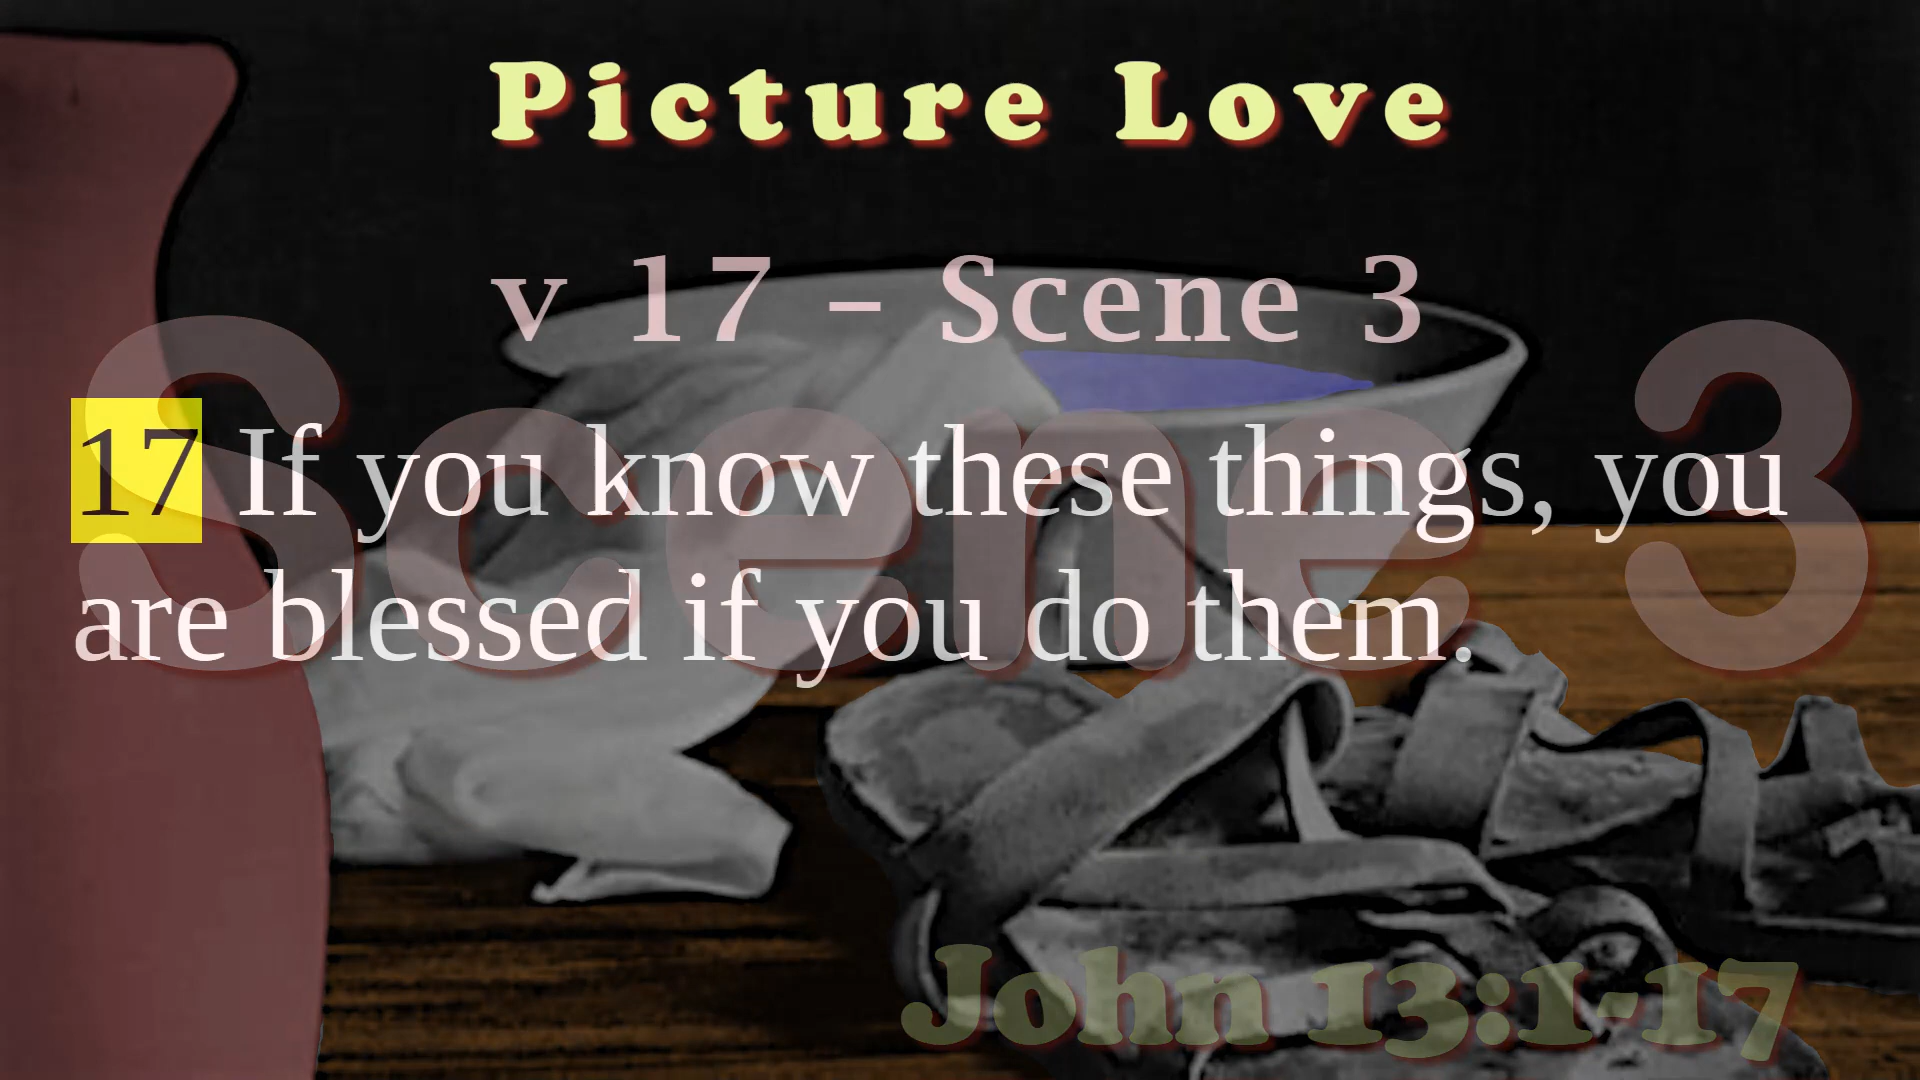 Picture Love
v 17 – Scene 3
Scene 3
17 If you know these things, you
are blessed if you do them.
John 13:1-17